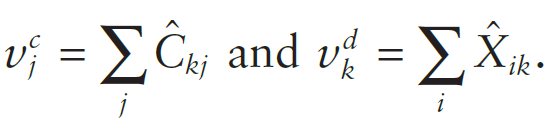 $v_j^c = \sum_j \hat{C}_{kj}$ and $v_k^d = \sum_i \hat{X}_{ik}.$